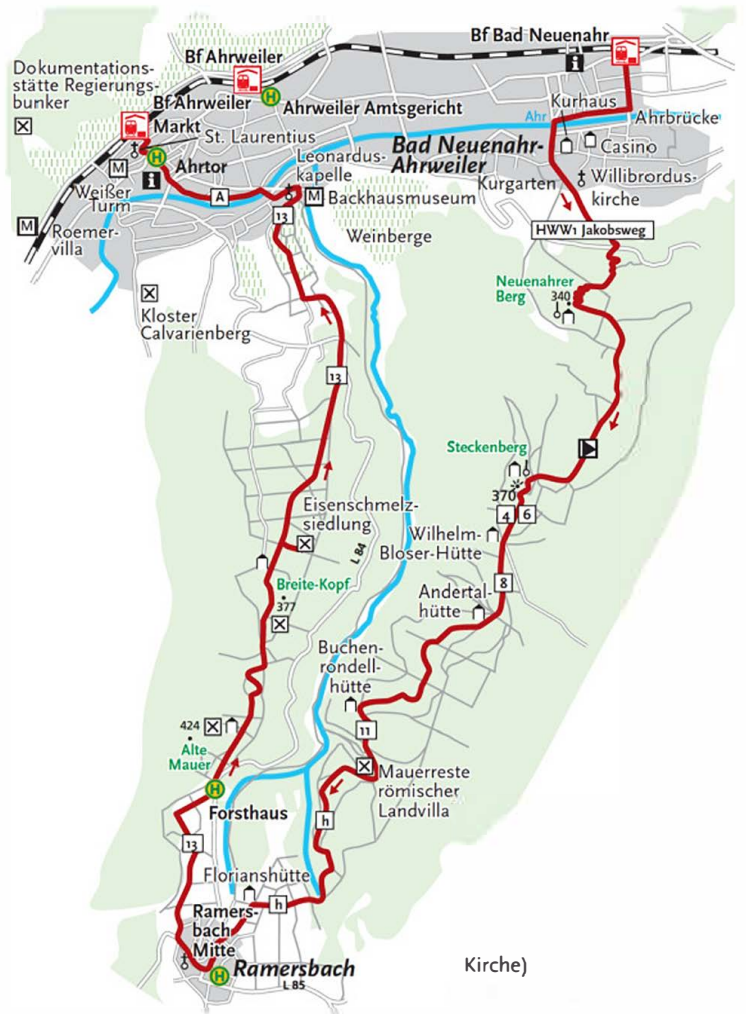 Bf Bad Neuenahr
i
Bf Ahrweiler
H
Ahrweiler Amtsgericht
Dokumentations-
stätte Regierungs-
bunker
Bf Ahrweiler
Markt
St. Laurentius
H
Ahrtor
M
i
Weißer
Turm
M
Roemer-
villa
A
Leonardus-
kapelle
M
Backhausmuseum
13
Weinberge
Kloster
Calvarienberg
Kurhaus
Ahr
Ahrbrücke
Casino
Bad Neuenahr-
Ahrweiler
Kurgarten
Willibrordus-
kirche
HWW1 Jakobsweg
Neuenahrer
Berg
340
13
Steckenberg
370
4
6
Eisenschmelz-
siedlung
L 84
Wilhelm-
Bloser-Hütte
8
Breite-Kopf
377
Andertal-
hütte
Buchen-
rondell-
hütte
424
Alte
Mauer
11
Mauerreste
römischer
Landvilla
H
Forsthaus
h
13
Florianshütte
h
Ramers-
bach
Mitte
H
Ramersbach
L 85
Kirche)